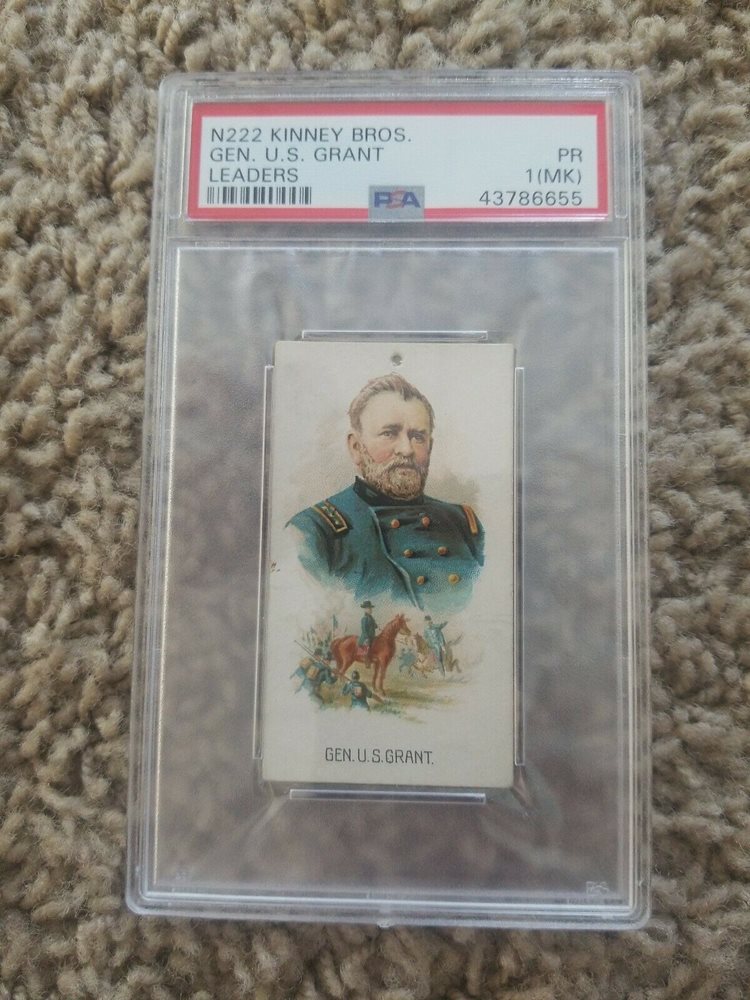 N222 KINNEY BROS.
GEN. U.S. GRANT PR
LEADERS 1(MK)
PSA 43786655
GEN. U.S. GRANT.